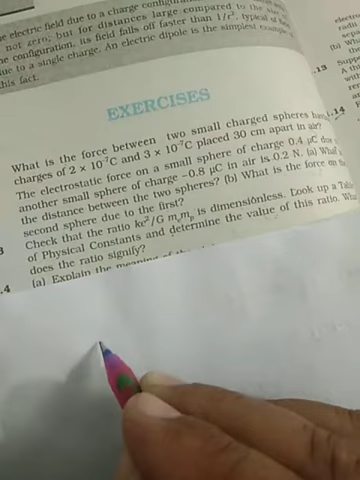 electric field due to a charge
not zero; but for distances large compared to the
configuration, its field falls off faster than 1/r², typical of
to a single charge. An electric dipole is the simplest example
this fact.
EXERCISES
What is the force between two small charged spheres having
charges of 2 × 10⁻⁷C and 3 × 10⁻⁷C placed 30 cm apart in air?
The electrostatic force on a small sphere of charge 0.4 μC due
another small sphere of charge –0.8 μC in air is 0.2 N. (a) What
the distance between the two spheres? (b) What is the force on the
second sphere due to the first?
Check that the ratio ke²/G mₑmₚ is dimensionless. Look up a Table
of Physical Constants and determine the value of this ratio. What
does the ratio signify?
.4
(a) Explain the meaning of the
.13
.14
radii
(b)